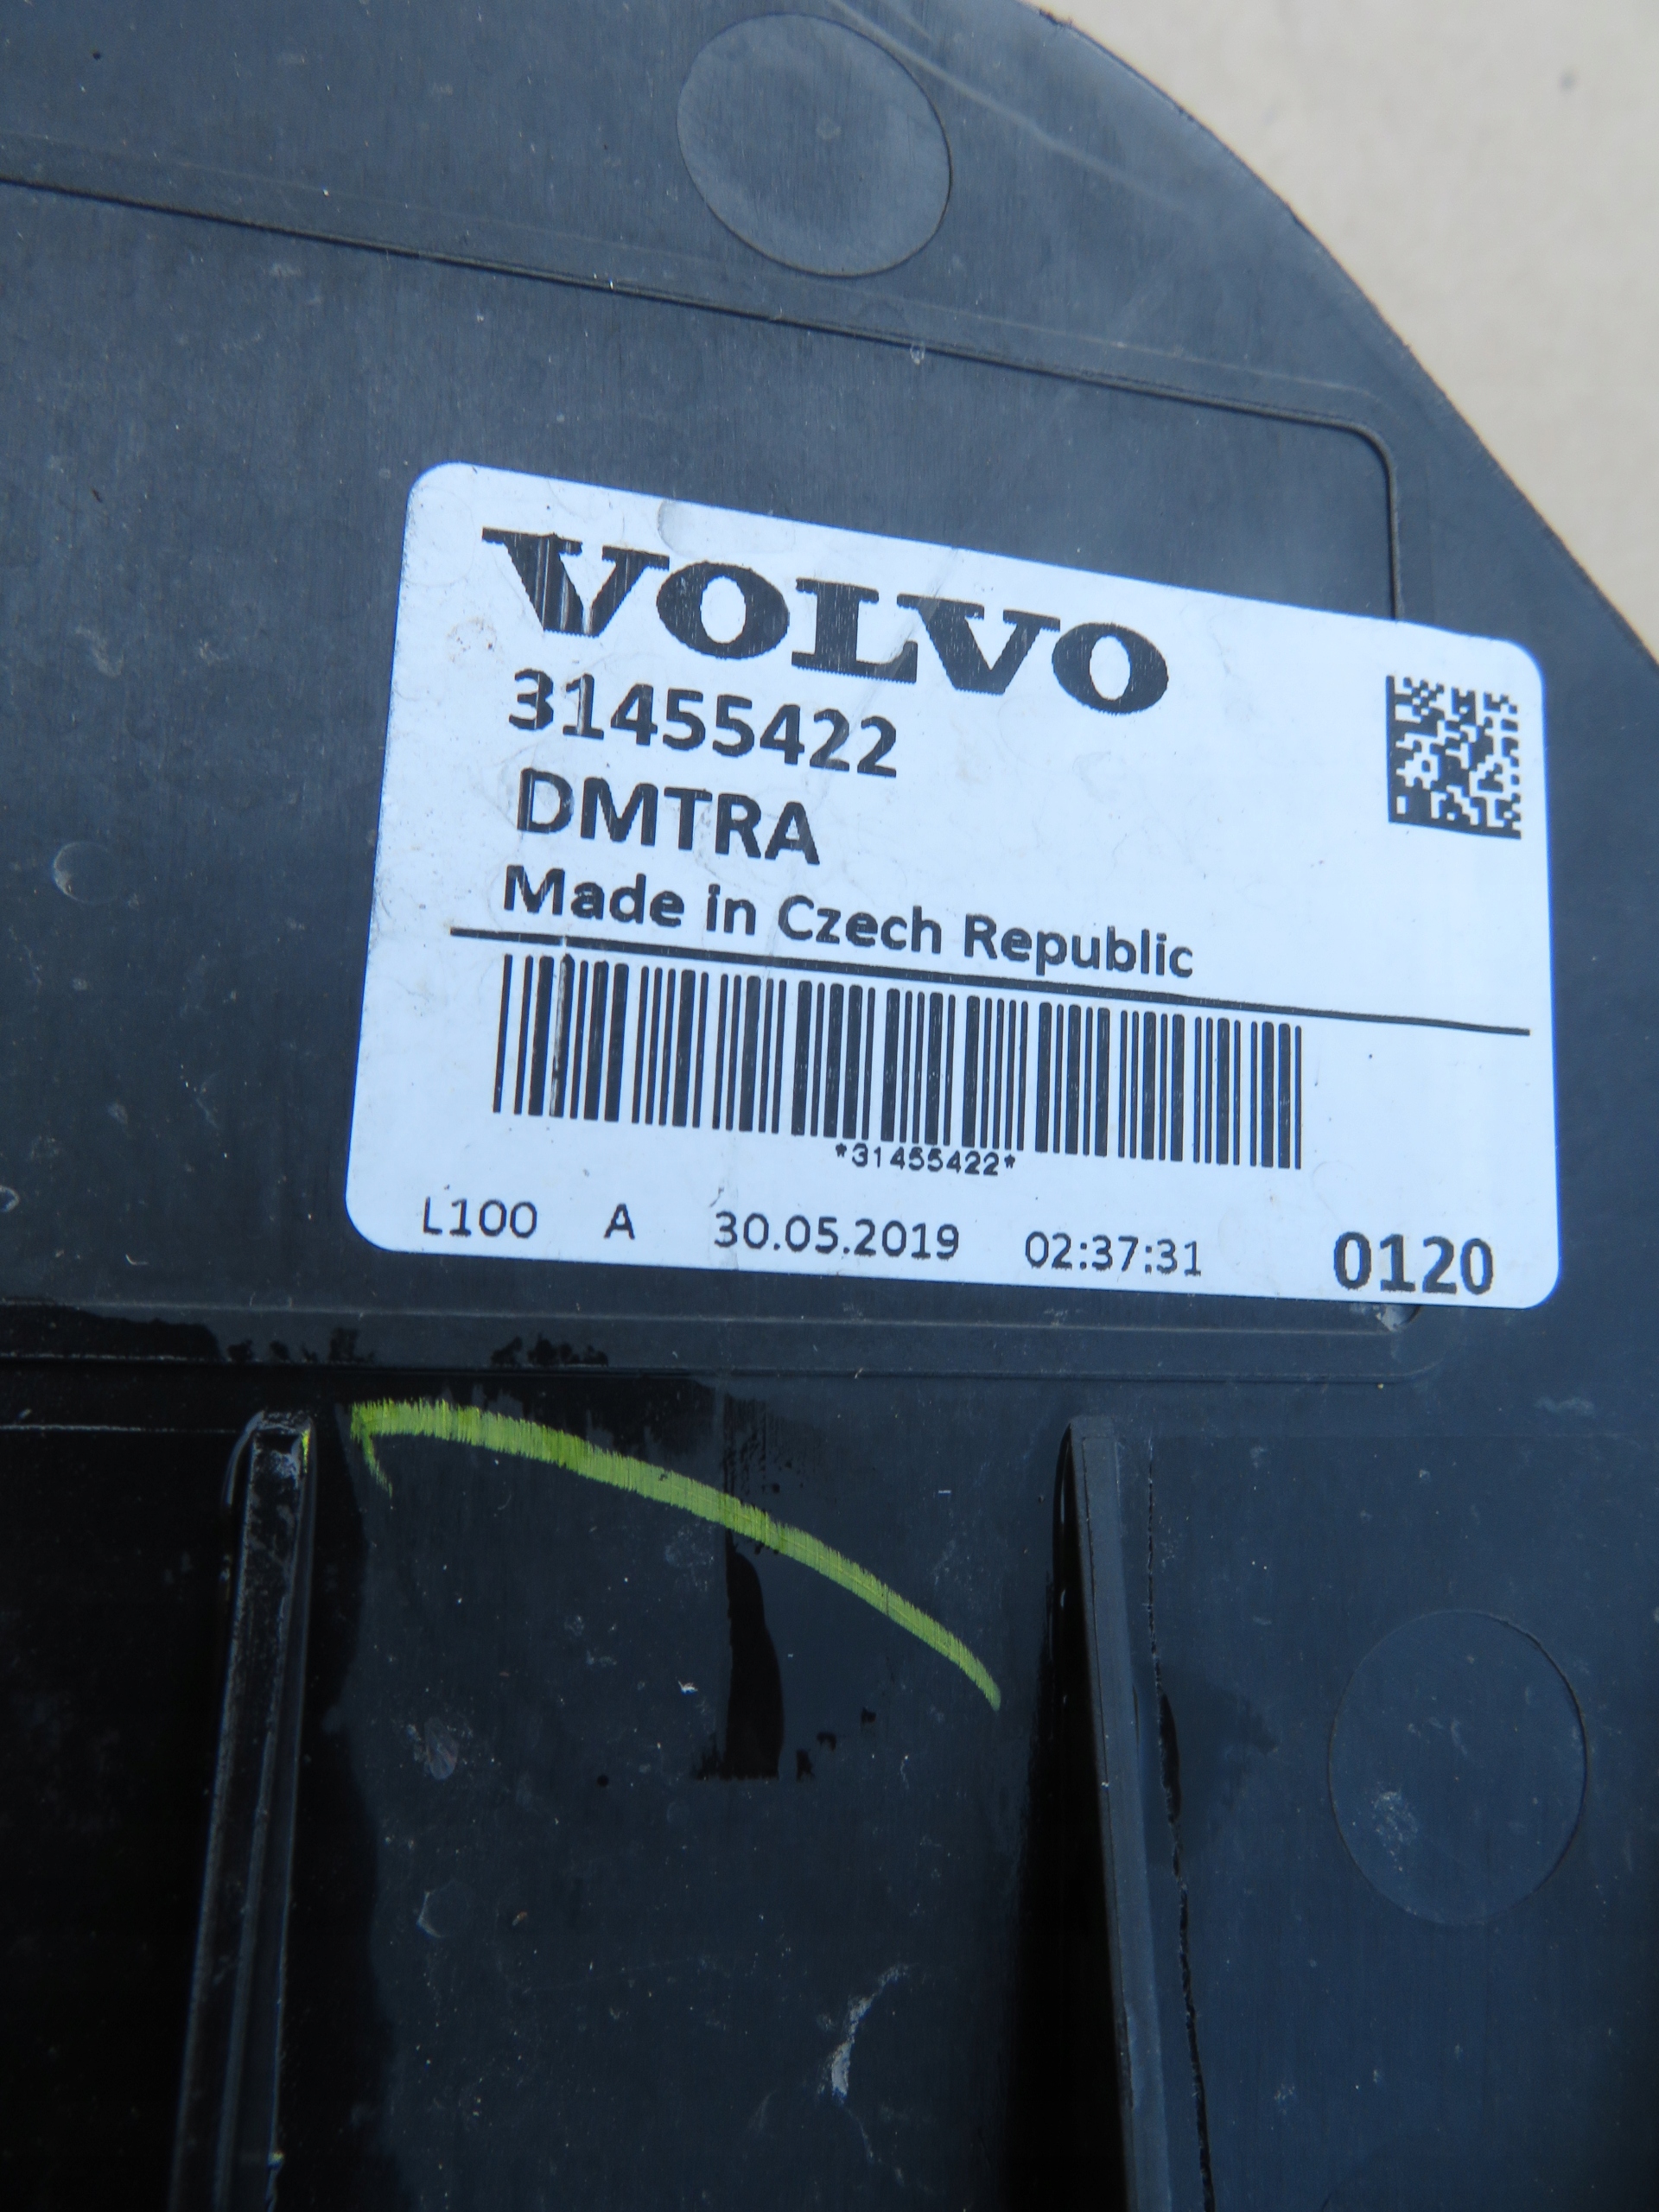 VOLVO
31455422
DMTRA
Made in Czech Republic
*31455422*
L100 A 30.05.2019 02:37:31 0120